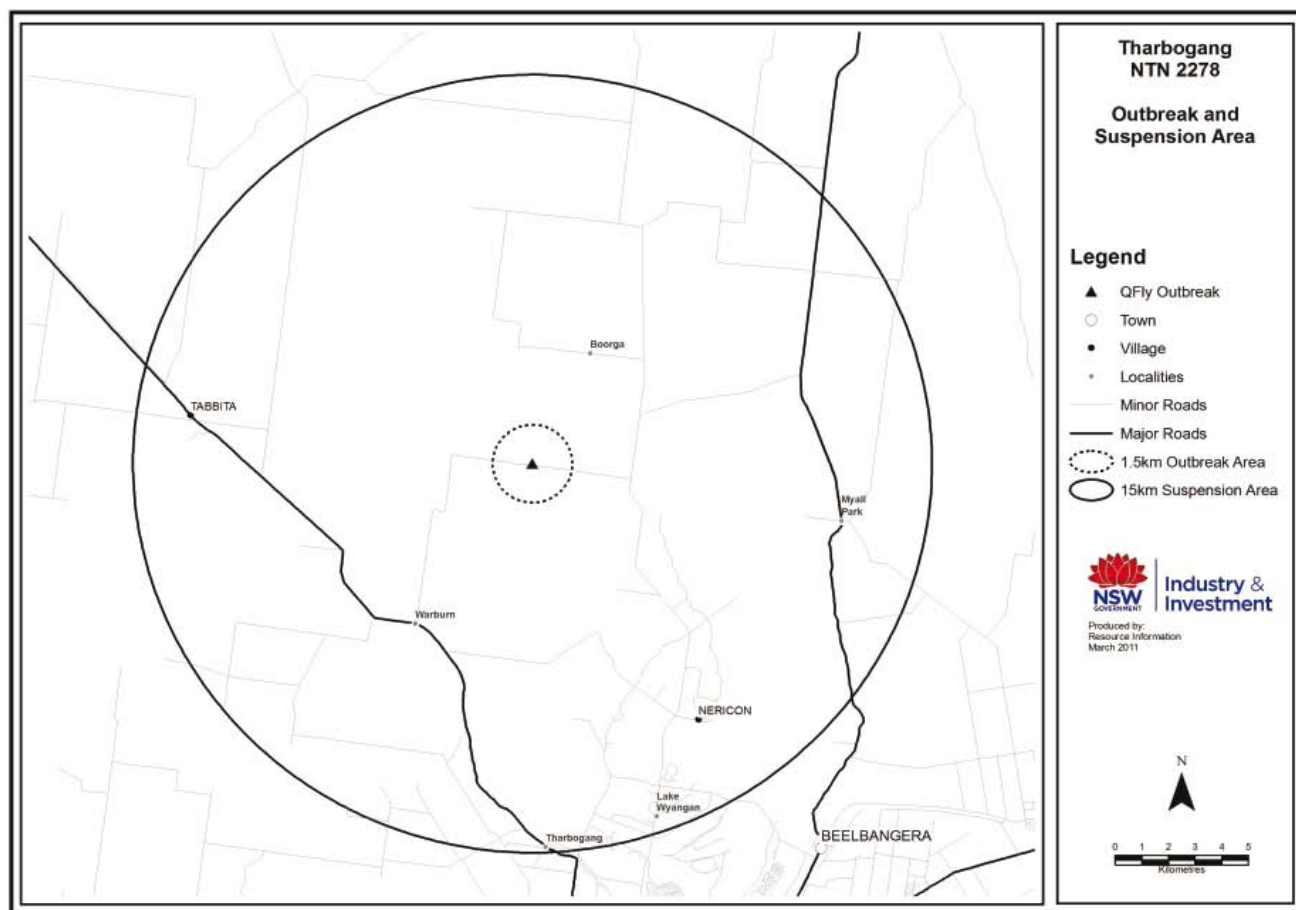 Tharbogang
NTN 2278
Outbreak and
Suspension Area
Legend
QFly Outbreak
Town
Village
Localities
Minor Roads
Major Roads
1.5km Outbreak Area
15km Suspension Area
NSW
GOVERNMENT
Industry &
Investment
Produced by:
Resource Information
March 2011
N
0 1 2 3 4 5
Kilometres
Boorga
TABBITA
Myall
Park
Warburn
NERICON
Lake
Wyangan
Tharbogang
BEELBANGERA